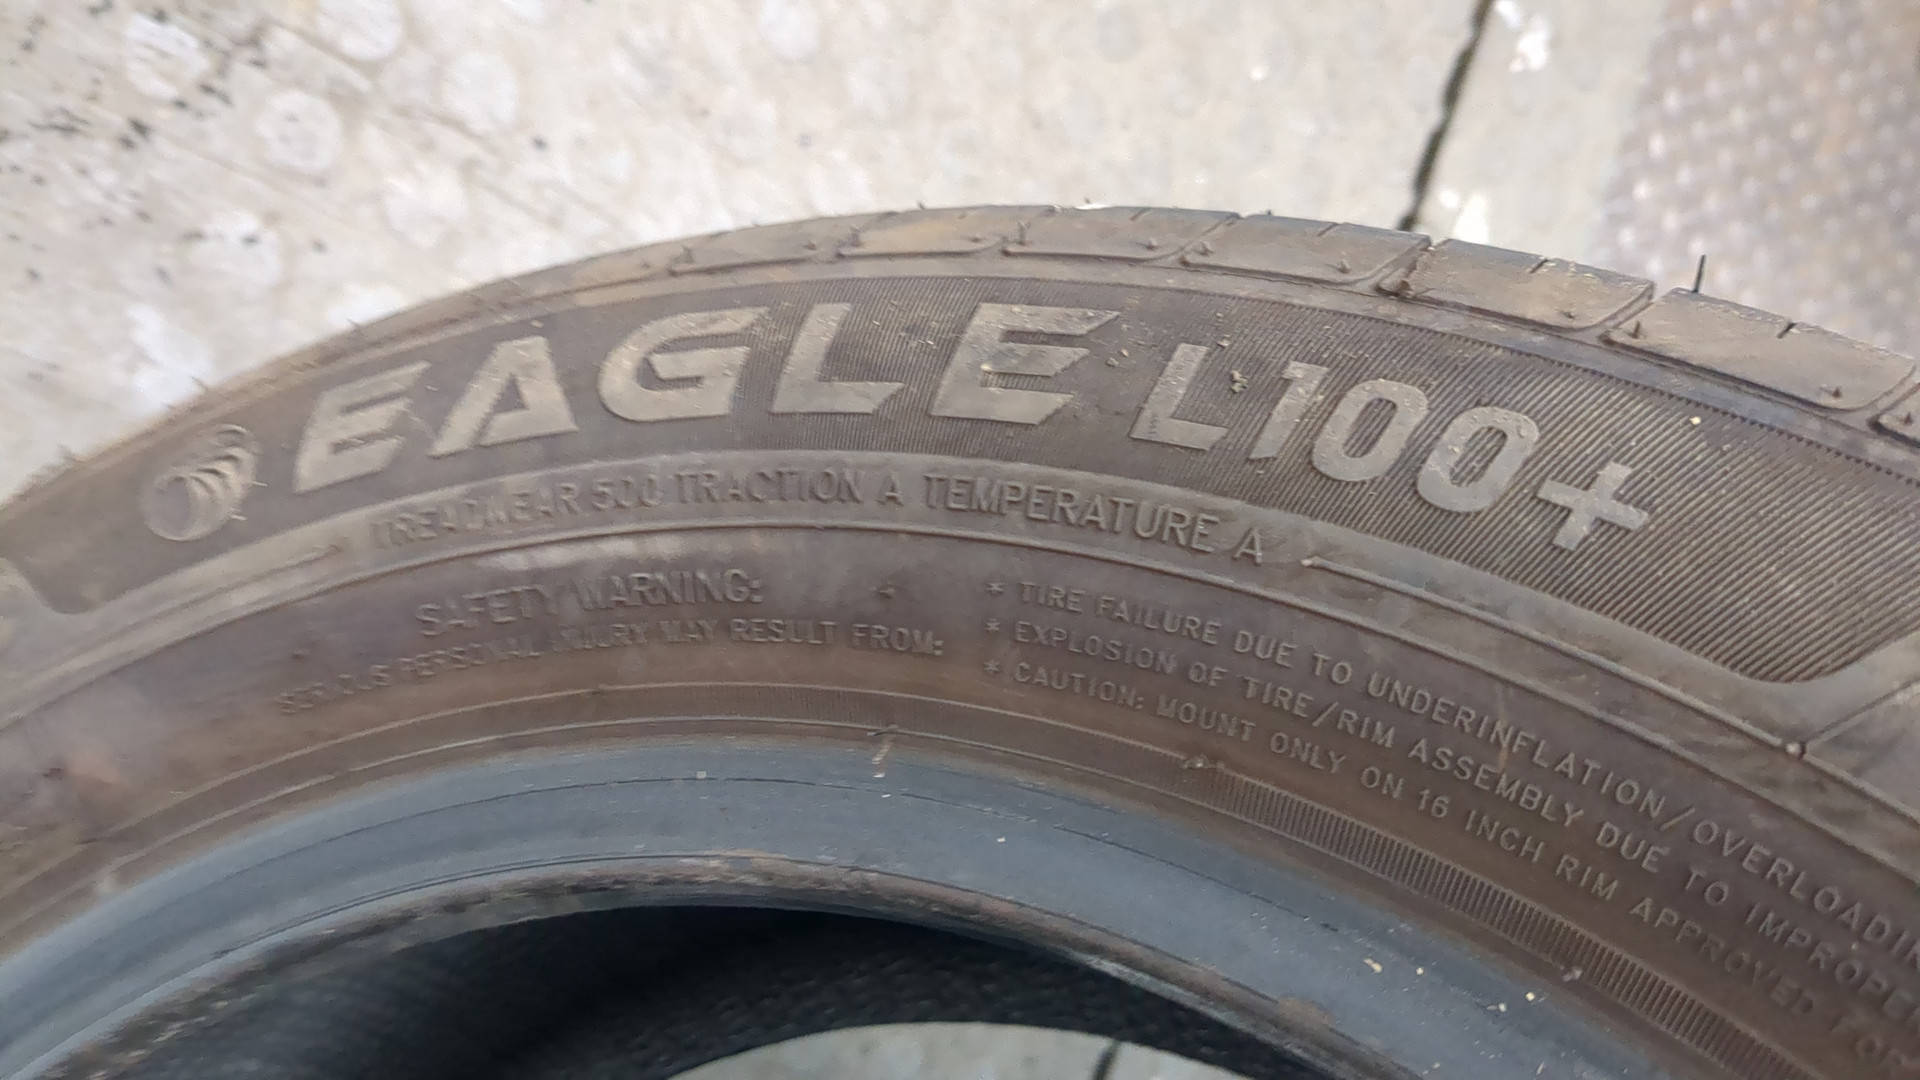 EAGLE L100+
TREADWEAR 500 TRACTION A TEMPERATURE A
SAFETY WARNING:
SERIOUS PERSONAL INJURY MAY RESULT FROM:
* TIRE FAILURE DUE TO UNDERINFLATION/OVERLOADIN
* EXPLOSION OF TIRE/RIM ASSEMBLY DUE TO IMPROPER
* CAUTION: MOUNT ONLY ON 16 INCH RIM APPROVED FOR